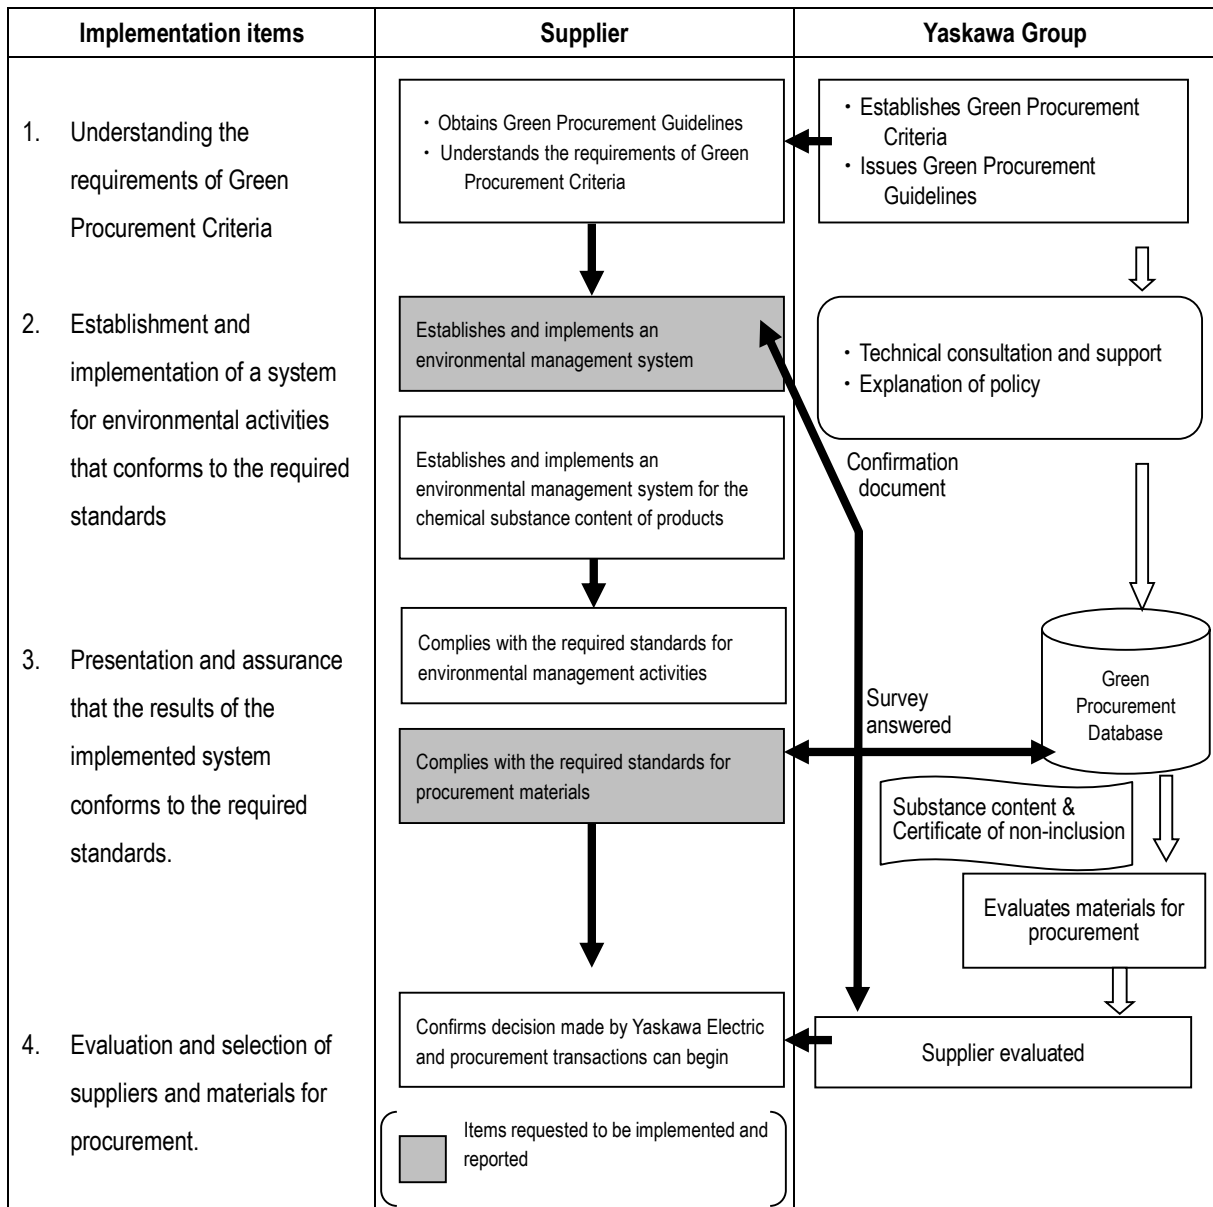 Implementation items
Supplier
Yaskawa Group
1. Understanding the
requirements of Green
Procurement Criteria
・Obtains Green Procurement Guidelines
・Understands the requirements of Green
Procurement Criteria
・Establishes Green Procurement
Criteria
・Issues Green Procurement
Guidelines
2. Establishment and
implementation of a system
for environmental activities
that conforms to the required
standards
Establishes and implements an
environmental management system
・Technical consultation and support
・Explanation of policy
Establishes and implements an
environmental management system for the
chemical substance content of products
Confirmation
document
3. Presentation and assurance
that the results of the
implemented system
conforms to the required
standards.
Complies with the required standards for
environmental management activities
Green
Procurement
Database
Survey
answered
Complies with the required standards for
procurement materials
Substance content &
Certificate of non-inclusion
Evaluates materials for
procurement
4. Evaluation and selection of
suppliers and materials for
procurement.
Confirms decision made by Yaskawa Electric
and procurement transactions can begin
Supplier evaluated
Items requested to be implemented and
reported